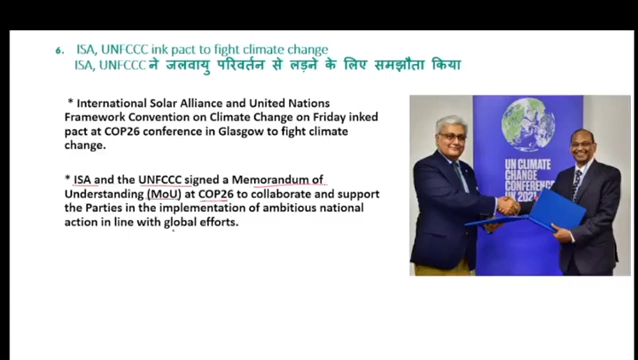 6. ISA, UNFCCC ink pact to fight climate change
ISA, UNFCCC ने जलवायु परिवर्तन से लड़ने के लिए समझौता किया
* International Solar Alliance and United Nations
Framework Convention on Climate Change on Friday inked
pact at COP26 conference in Glasgow to fight climate
change.
* ISA and the UNFCCC signed a Memorandum of
Understanding (MoU) at COP26 to collaborate and support
the Parties in the implementation of ambitious national
action in line with global efforts.
UN CLIMATE
CHANGE
CONFERENCE
UK 2021